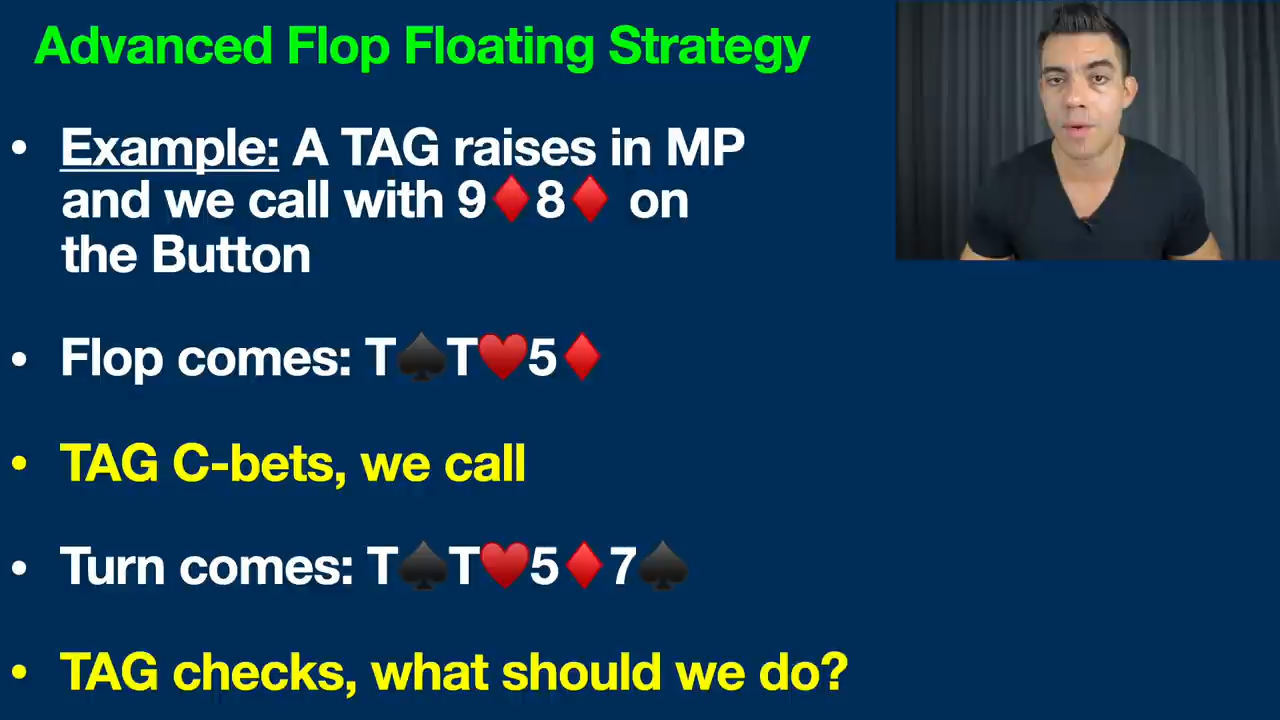 Advanced Flop Floating Strategy
• Example: A TAG raises in MP
and we call with 9♦8♦ on
the Button
• Flop comes: T♠T♥5♦
• TAG C-bets, we call
• Turn comes: T♠T♥5♦7♠
• TAG checks, what should we do?